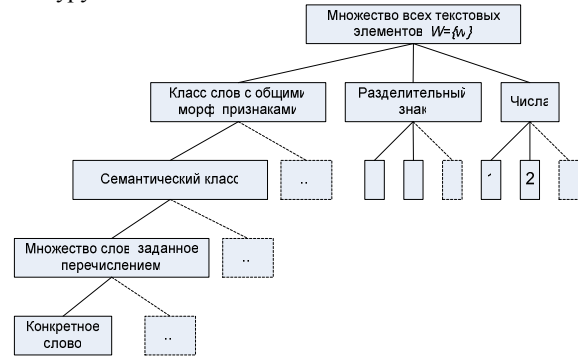 Множество всех текстовых
элементов W={w}
Класс слов с общими
морф признаками
Разделительный
знак
Числа
Семантический класс
..
2
Множество слов заданное
перечислением
..
Конкретное
слово
..